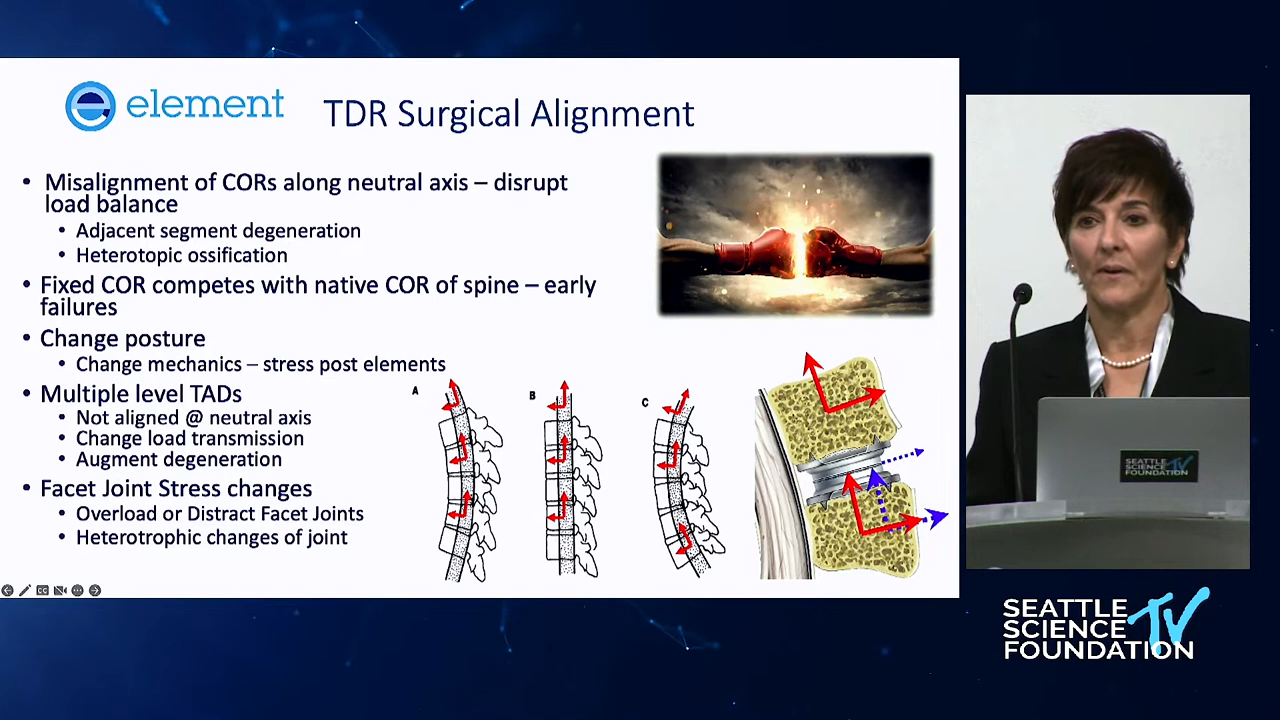 element
TDR Surgical Alignment
• Misalignment of CORs along neutral axis – disrupt
load balance
• Adjacent segment degeneration
• Heterotopic ossification
• Fixed COR competes with native COR of spine – early
failures
• Change posture
• Change mechanics – stress post elements
• Multiple level TADs
• Not aligned @ neutral axis
• Change load transmission
• Augment degeneration
• Facet Joint Stress changes
• Overload or Distract Facet Joints
• Heterotrophic changes of joint
A
B
C
SEATTLE
SCIENCE TV
FOUNDATION
SEATTLE
SCIENCE TV
FOUNDATION